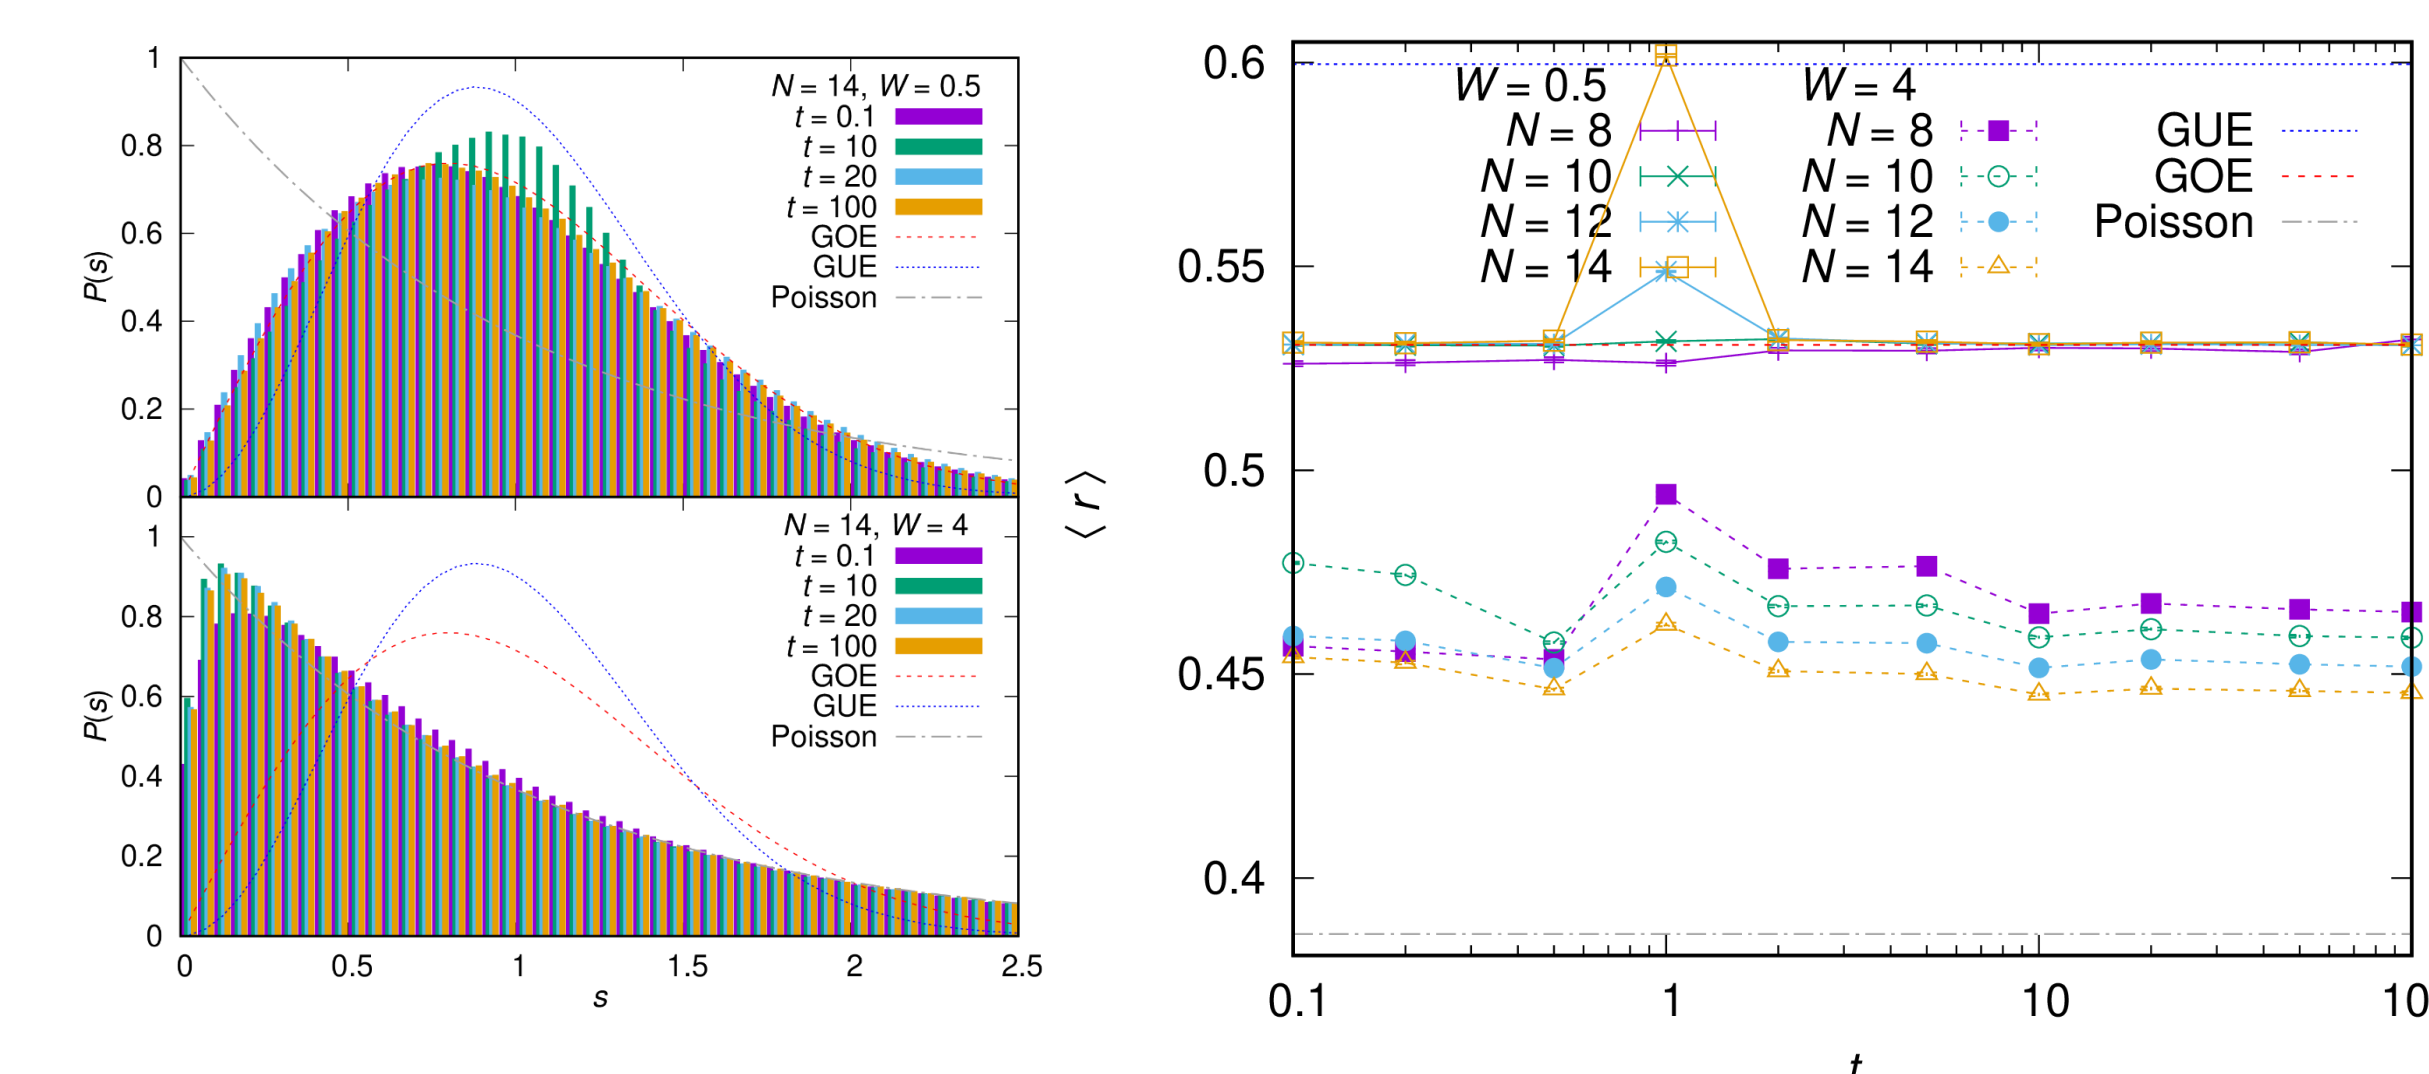 1
0.8
0.6
0.4
0.2
0
P(s)
N = 14, W = 0.5
t = 0.1
t = 10
t = 20
t = 100
GOE
GUE
Poisson
1
0.8
0.6
0.4
0.2
0
P(s)
N = 14, W = 4
t = 0.1
t = 10
t = 20
t = 100
GOE
GUE
Poisson
0 0.5 1 1.5 2 2.5
s
0.6
0.55
0.5
0.45
0.4
⟨ r ⟩
W = 0.5
N = 8
N = 10
N = 12
N = 14
W = 4
N = 8
N = 10
N = 12
N = 14
GUE
GOE
Poisson
0.1 1 10 10
t